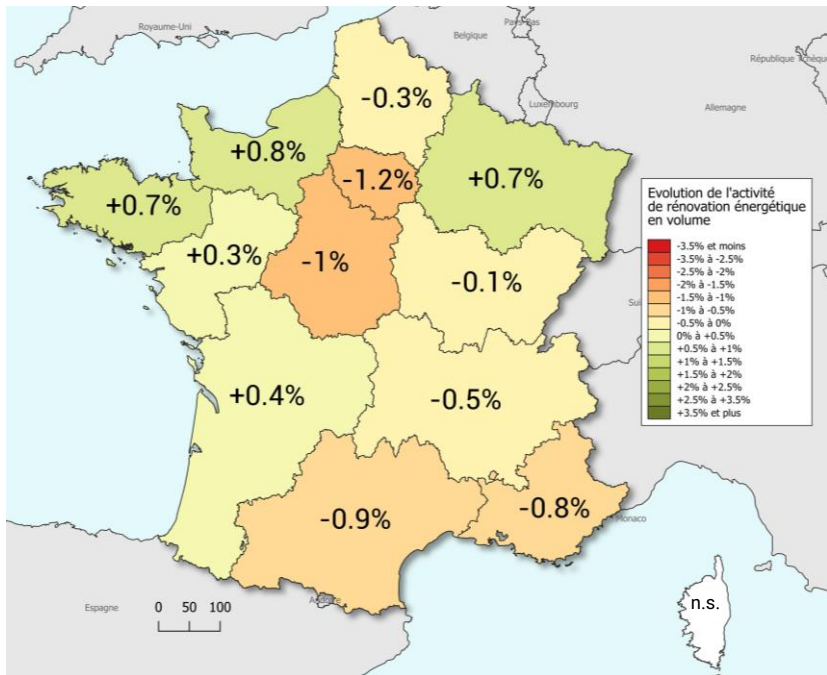 Royaume-Uni
Belgique
Pays-Bas
République Tchèque
Luxembourg
Allemagne
-0.3%
+0.8%
-1.2%
+0.7%
+0.7%
+0.3%
-1%
-0.1%
+0.4%
-0.5%
-0.9%
-0.8%
Evolution de l'activité
de rénovation énergétique
en volume
-3.5% et moins
-3.5% à -2.5%
-2.5% à -2%
-2% à -1.5%
-1.5% à -1%
-1% à -0.5%
-0.5% à 0%
0% à +0.5%
+0.5% à +1%
+1% à +1.5%
+1.5% à +2%
+2% à +2.5%
+2.5% à +3.5%
+3.5% et plus
Sui
Monaco
n.s.
Espagne
0 50 100